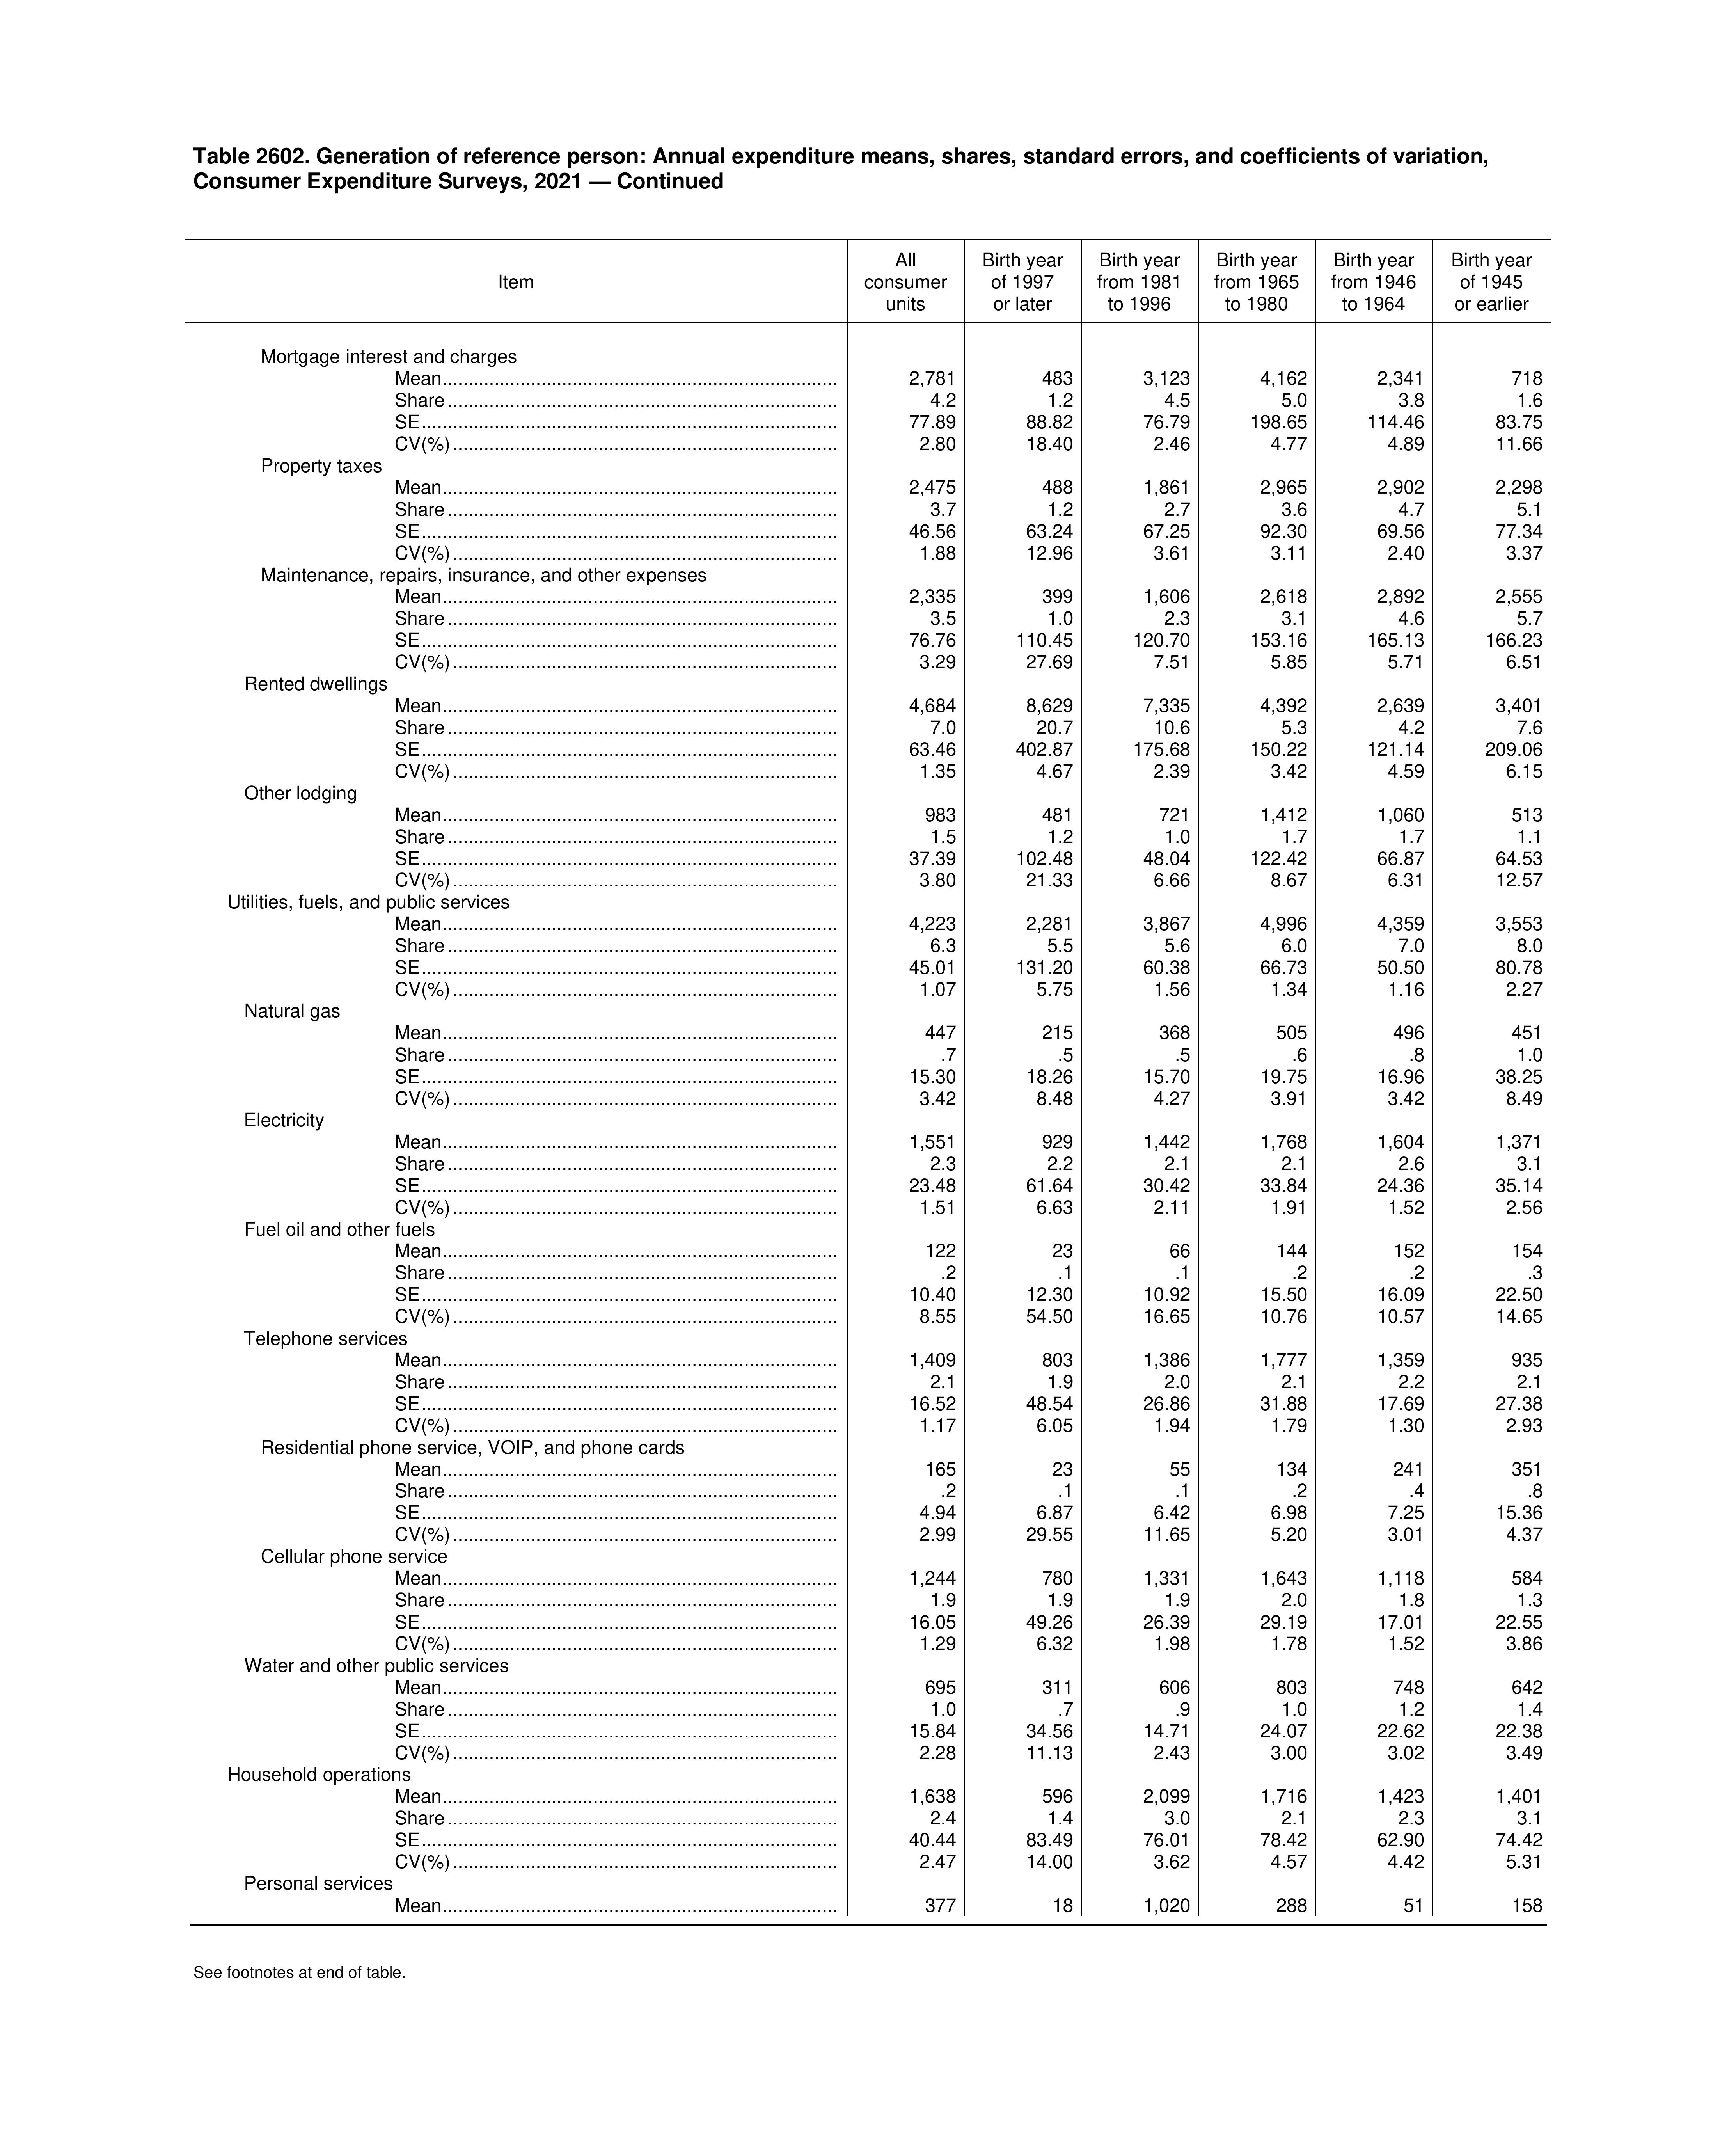 Table 2602. Generation of reference person: Annual expenditure means, shares, standard errors, and coefficients of variation,
Consumer Expenditure Surveys, 2021 — Continued
Item
All consumer units
Birth year of 1997 or later
Birth year from 1981 to 1996
Birth year from 1965 to 1980
Birth year from 1946 to 1964
Birth year of 1945 or earlier
Mortgage interest and charges
Mean 2,781 483 3,123 4,162 2,341 718
Share 4.2 1.2 4.5 5.0 3.8 1.6
SE 77.89 88.82 76.79 198.65 114.46 83.75
CV(%) 2.80 18.40 2.46 4.77 4.89 11.66
Property taxes
Mean 2,475 488 1,861 2,965 2,902 2,298
Share 3.7 1.2 2.7 3.6 4.7 5.1
SE 46.56 63.24 67.25 92.30 69.56 77.34
CV(%) 1.88 12.96 3.61 3.11 2.40 3.37
Maintenance, repairs, insurance, and other expenses
Mean 2,335 399 1,606 2,618 2,892 2,555
Share 3.5 1.0 2.3 3.1 4.6 5.7
SE 76.76 110.45 120.70 153.16 165.13 166.23
CV(%) 3.29 27.69 7.51 5.85 5.71 6.51
Rented dwellings
Mean 4,684 8,629 7,335 4,392 2,639 3,401
Share 7.0 20.7 10.6 5.3 4.2 7.6
SE 63.46 402.87 175.68 150.22 121.14 209.06
CV(%) 1.35 4.67 2.39 3.42 4.59 6.15
Other lodging
Mean 983 481 721 1,412 1,060 513
Share 1.5 1.2 1.0 1.7 1.7 1.1
SE 37.39 102.48 48.04 122.42 66.87 64.53
CV(%) 3.80 21.33 6.66 8.67 6.31 12.57
Utilities, fuels, and public services
Mean 4,223 2,281 3,867 4,996 4,359 3,553
Share 6.3 5.5 5.6 6.0 7.0 8.0
SE 45.01 131.20 60.38 66.73 50.50 80.78
CV(%) 1.07 5.75 1.56 1.34 1.16 2.27
Natural gas
Mean 447 215 368 505 496 451
Share .7 .5 .5 .6 .8 1.0
SE 15.30 18.26 15.70 19.75 16.96 38.25
CV(%) 3.42 8.48 4.27 3.91 3.42 8.49
Electricity
Mean 1,551 929 1,442 1,768 1,604 1,371
Share 2.3 2.2 2.1 2.1 2.6 3.1
SE 23.48 61.64 30.42 33.84 24.36 35.14
CV(%) 1.51 6.63 2.11 1.91 1.52 2.56
Fuel oil and other fuels
Mean 122 23 66 144 152 154
Share .2 .1 .1 .2 .2 .3
SE 10.40 12.30 10.92 15.50 16.09 22.50
CV(%) 8.55 54.50 16.65 10.76 10.57 14.65
Telephone services
Mean 1,409 803 1,386 1,777 1,359 935
Share 2.1 1.9 2.0 2.1 2.2 2.1
SE 16.52 48.54 26.86 31.88 17.69 27.38
CV(%) 1.17 6.05 1.94 1.79 1.30 2.93
Residential phone service, VOIP, and phone cards
Mean 165 23 55 134 241 351
Share .2 .1 .1 .2 .4 .8
SE 4.94 6.87 6.42 6.98 7.25 15.36
CV(%) 2.99 29.55 11.65 5.20 3.01 4.37
Cellular phone service
Mean 1,244 780 1,331 1,643 1,118 584
Share 1.9 1.9 1.9 2.0 1.8 1.3
SE 16.05 49.26 26.39 29.19 17.01 22.55
CV(%) 1.29 6.32 1.98 1.78 1.52 3.86
Water and other public services
Mean 695 311 606 803 748 642
Share 1.0 .7 .9 1.0 1.2 1.4
SE 15.84 34.56 14.71 24.07 22.62 22.38
CV(%) 2.28 11.13 2.43 3.00 3.02 3.49
Household operations
Mean 1,638 596 2,099 1,716 1,423 1,401
Share 2.4 1.4 3.0 2.1 2.3 3.1
SE 40.44 83.49 76.01 78.42 62.90 74.42
CV(%) 2.47 14.00 3.62 4.57 4.42 5.31
Personal services
Mean 377 18 1,020 288 51 158
See footnotes at end of table.